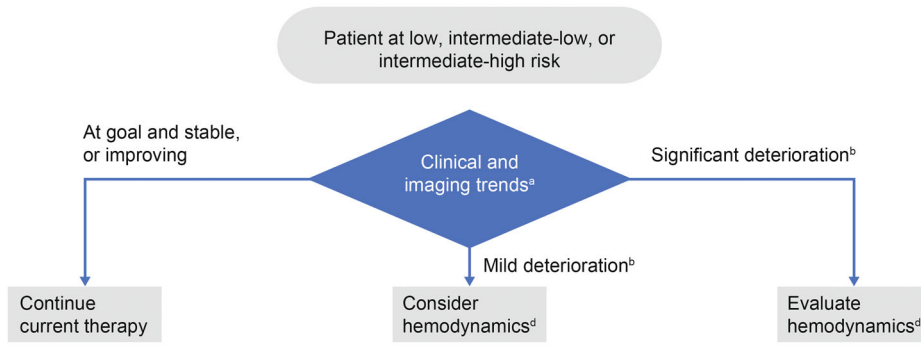 Patient at low, intermediate-low, or
intermediate-high risk
At goal and stable,
or improving
Clinical and
imaging trendsᵃ
Significant deteriorationᵇ
Mild deteriorationᵇ
Continue
current therapy
Consider
hemodynamicsᵈ
Evaluate
hemodynamicsᵈ